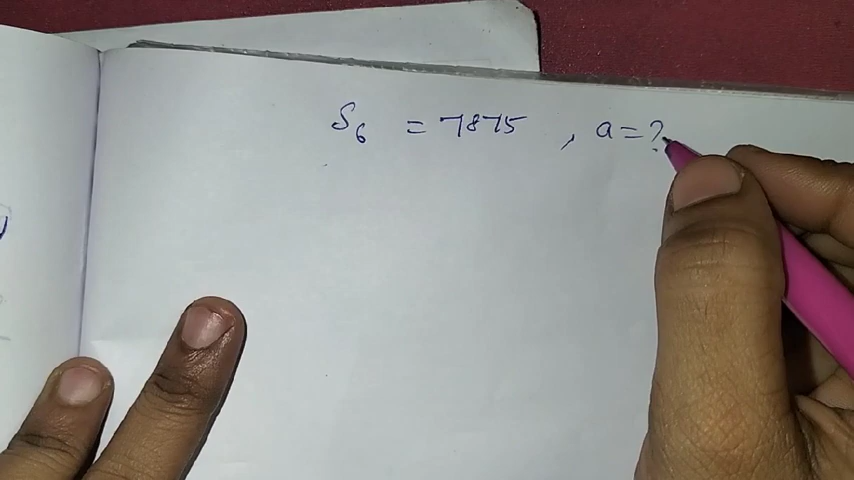 S₆ = 7875 , a = ?